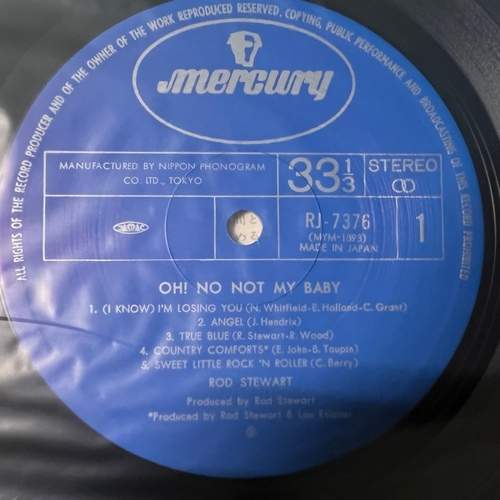 ALL RIGHTS OF THE RECORD PRODUCER AND OF THE OWNER OF THE WORK REPRODUCED RESERVED. COPYING, PUBLIC PERFORMANCE AND BROADCASTING OF THIS RECORD PROHIBITED
mercury
MANUFACTURED BY NIPPON PHONOGRAM
CO. LTD., TOKYO
33 1/3
STEREO
JASRAC
RJ-7376
(MYM-1893)
MADE IN JAPAN
1
OH! NO NOT MY BABY
1. (I KNOW) I'M LOSING YOU (N. Whitfield-E. Holland-C. Grant)
2. ANGEL (J. Hendrix)
3. TRUE BLUE (R. Stewart-R. Wood)
4. COUNTRY COMFORTS* (E. John-B. Taupin)
5. SWEET LITTLE ROCK 'N ROLLER (C. Berry)
ROD STEWART
Produced by Rod Stewart
*Produced by Rod Stewart & Lou